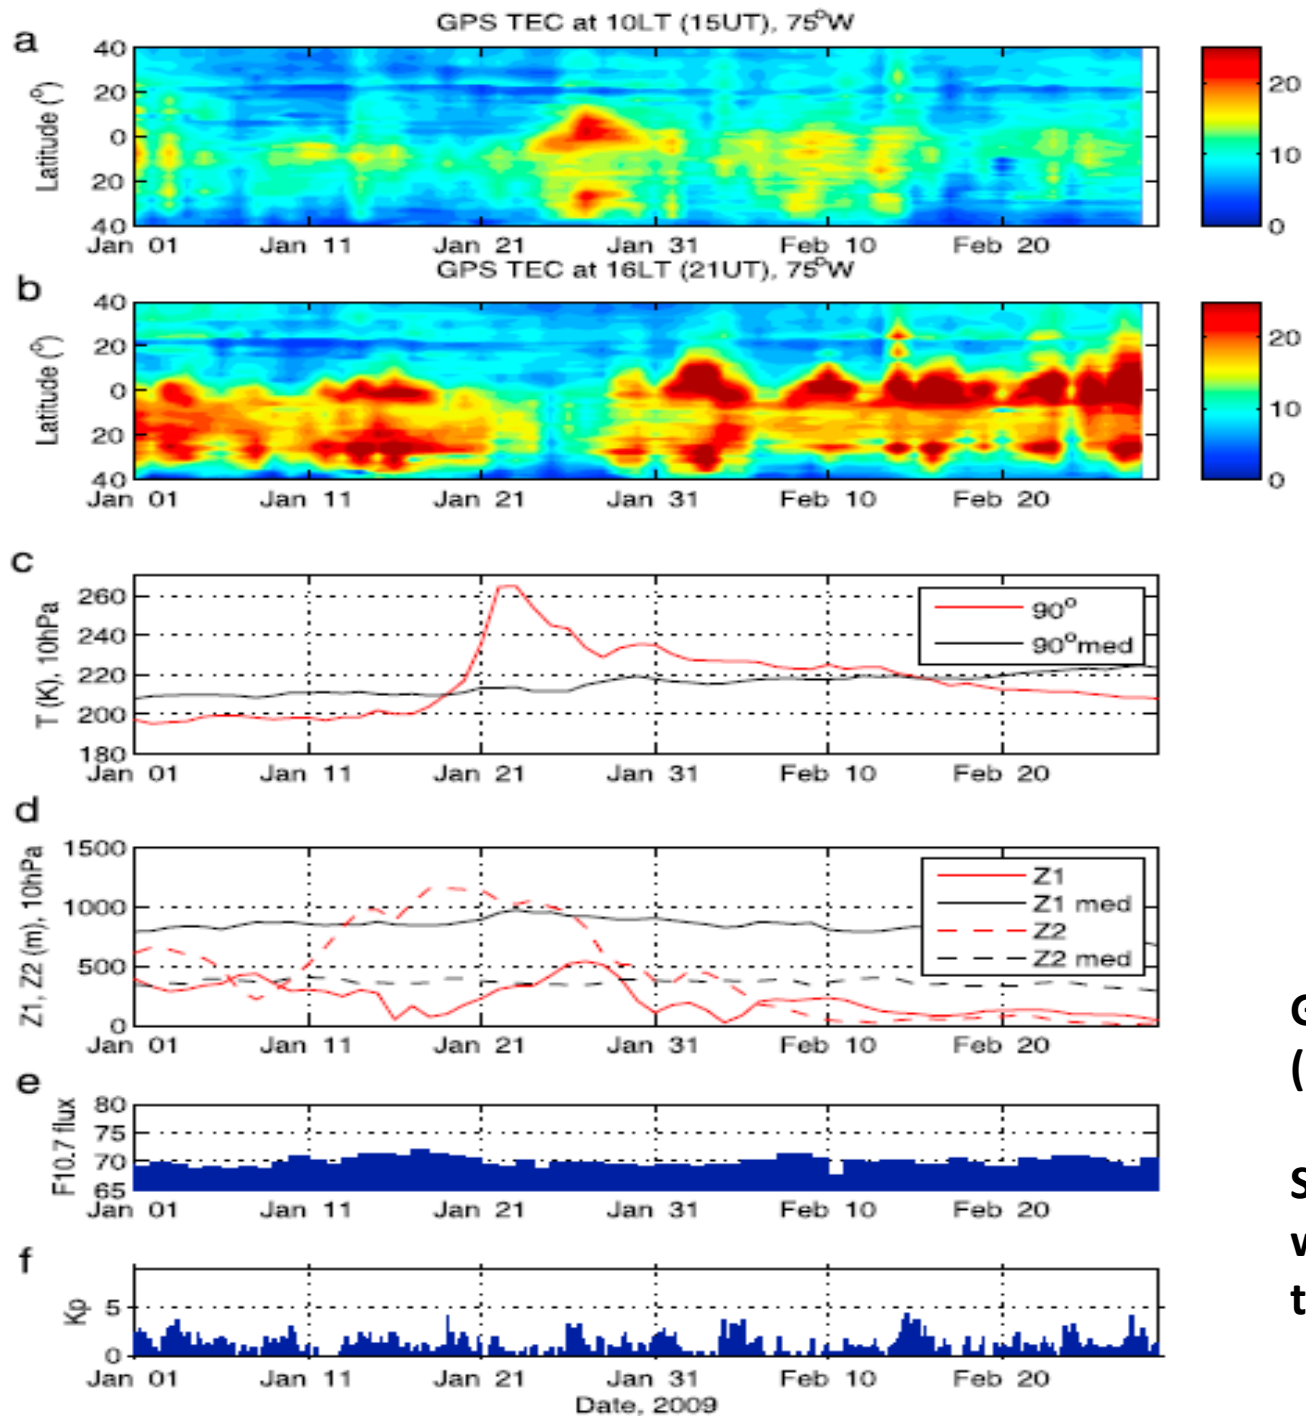 a
GPS TEC at 10LT (15UT), 75°W
Latitude (°)
40
20
0
20
40
Jan 01 Jan 11 Jan 21 Jan 31 Feb 10 Feb 20
20
10
0
b
GPS TEC at 16LT (21UT), 75°W
Latitude (°)
40
20
0
20
40
Jan 01 Jan 11 Jan 21 Jan 31 Feb 10 Feb 20
20
10
0
c
T (K), 10hPa
260
240
220
200
180
90°
90°med
Jan 01 Jan 11 Jan 21 Jan 31 Feb 10 Feb 20
d
Z1, Z2 (m), 10hPa
1500
1000
500
0
Z1
Z1 med
Z2
Z2 med
Jan 01 Jan 11 Jan 21 Jan 31 Feb 10 Feb 20
e
F10.7 flux
80
75
70
65
Jan 01 Jan 11 Jan 21 Jan 31 Feb 10 Feb 20
f
Kp
5
0
Jan 01 Jan 11 Jan 21 Jan 31 Feb 10 Feb 20
Date, 2009
(
t